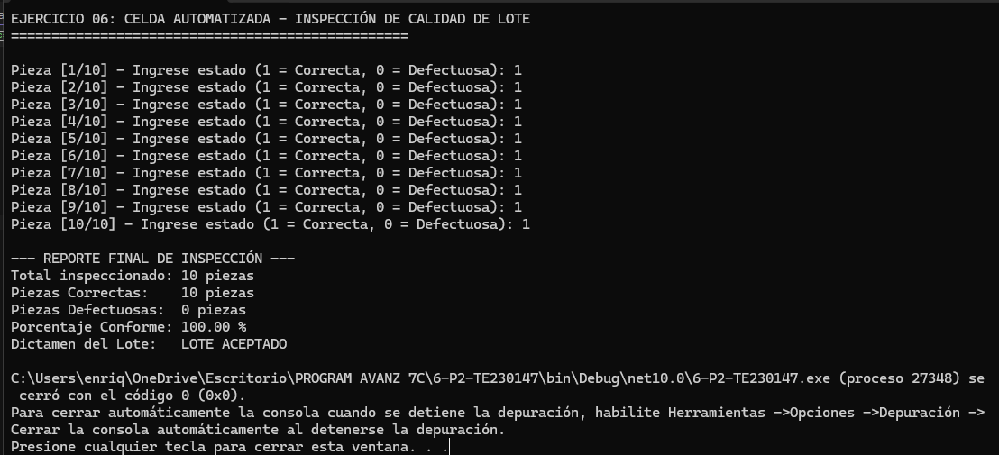 EJERCICIO 06: CELDA AUTOMATIZADA - INSPECCIÓN DE CALIDAD DE LOTE
=================================================
Pieza [1/10] - Ingrese estado (1 = Correcta, 0 = Defectuosa): 1
Pieza [2/10] - Ingrese estado (1 = Correcta, 0 = Defectuosa): 1
Pieza [3/10] - Ingrese estado (1 = Correcta, 0 = Defectuosa): 1
Pieza [4/10] - Ingrese estado (1 = Correcta, 0 = Defectuosa): 1
Pieza [5/10] - Ingrese estado (1 = Correcta, 0 = Defectuosa): 1
Pieza [6/10] - Ingrese estado (1 = Correcta, 0 = Defectuosa): 1
Pieza [7/10] - Ingrese estado (1 = Correcta, 0 = Defectuosa): 1
Pieza [8/10] - Ingrese estado (1 = Correcta, 0 = Defectuosa): 1
Pieza [9/10] - Ingrese estado (1 = Correcta, 0 = Defectuosa): 1
Pieza [10/10] - Ingrese estado (1 = Correcta, 0 = Defectuosa): 1
--- REPORTE FINAL DE INSPECCIÓN ---
Total inspeccionado: 10 piezas
Piezas Correctas:    10 piezas
Piezas Defectuosas:  0 piezas
Porcentaje Conforme: 100.00 %
Dictamen del Lote:   LOTE ACEPTADO
C:\Users\enriq\OneDrive\Escritorio\PROGRAM AVANZ 7C\6-P2-TE230147\bin\Debug\net10.0\6-P2-TE230147.exe (proceso 27348) se
 cerró con el código 0 (0x0).
Para cerrar automáticamente la consola cuando se detiene la depuración, habilite Herramientas ->Opciones ->Depuración ->
Cerrar la consola automáticamente al detenerse la depuración.
Presione cualquier tecla para cerrar esta ventana. . .